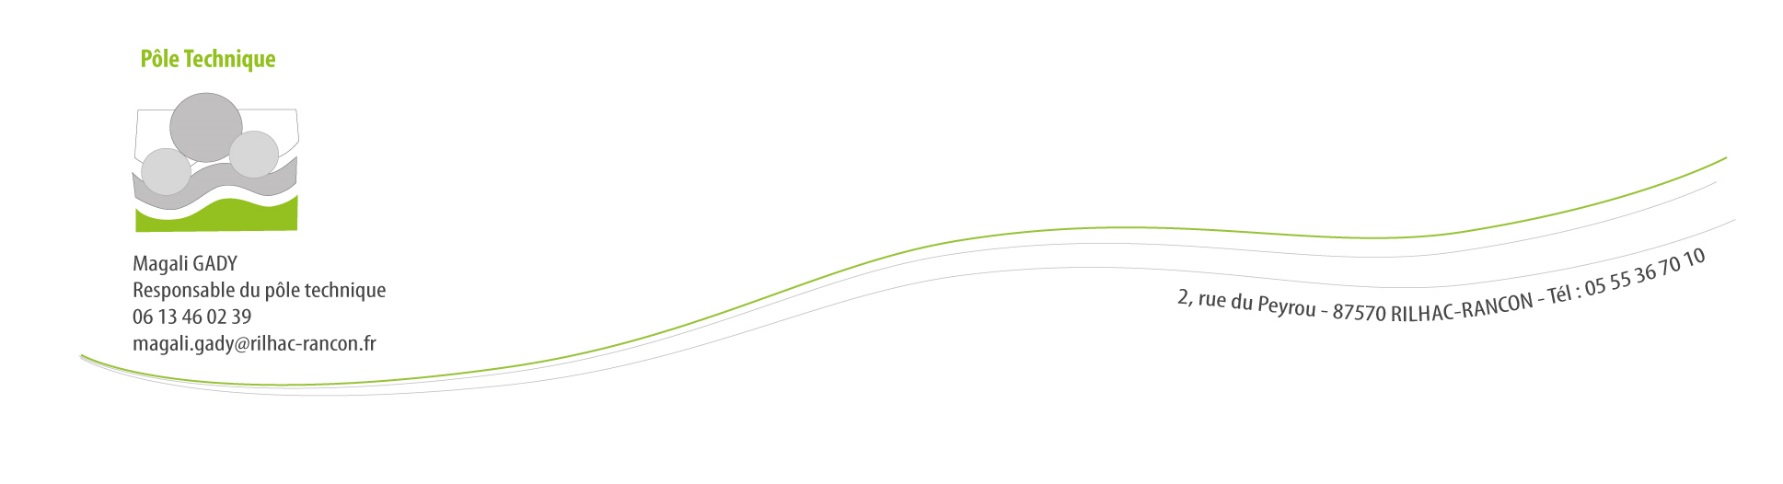 Pôle Technique
Magali GADY
Responsable du pôle technique
06 13 46 02 39
magali.gady@rilhac-rancon.fr
2, rue du Peyrou - 87570 RILHAC-RANCON - Tél : 05 55 36 70 10